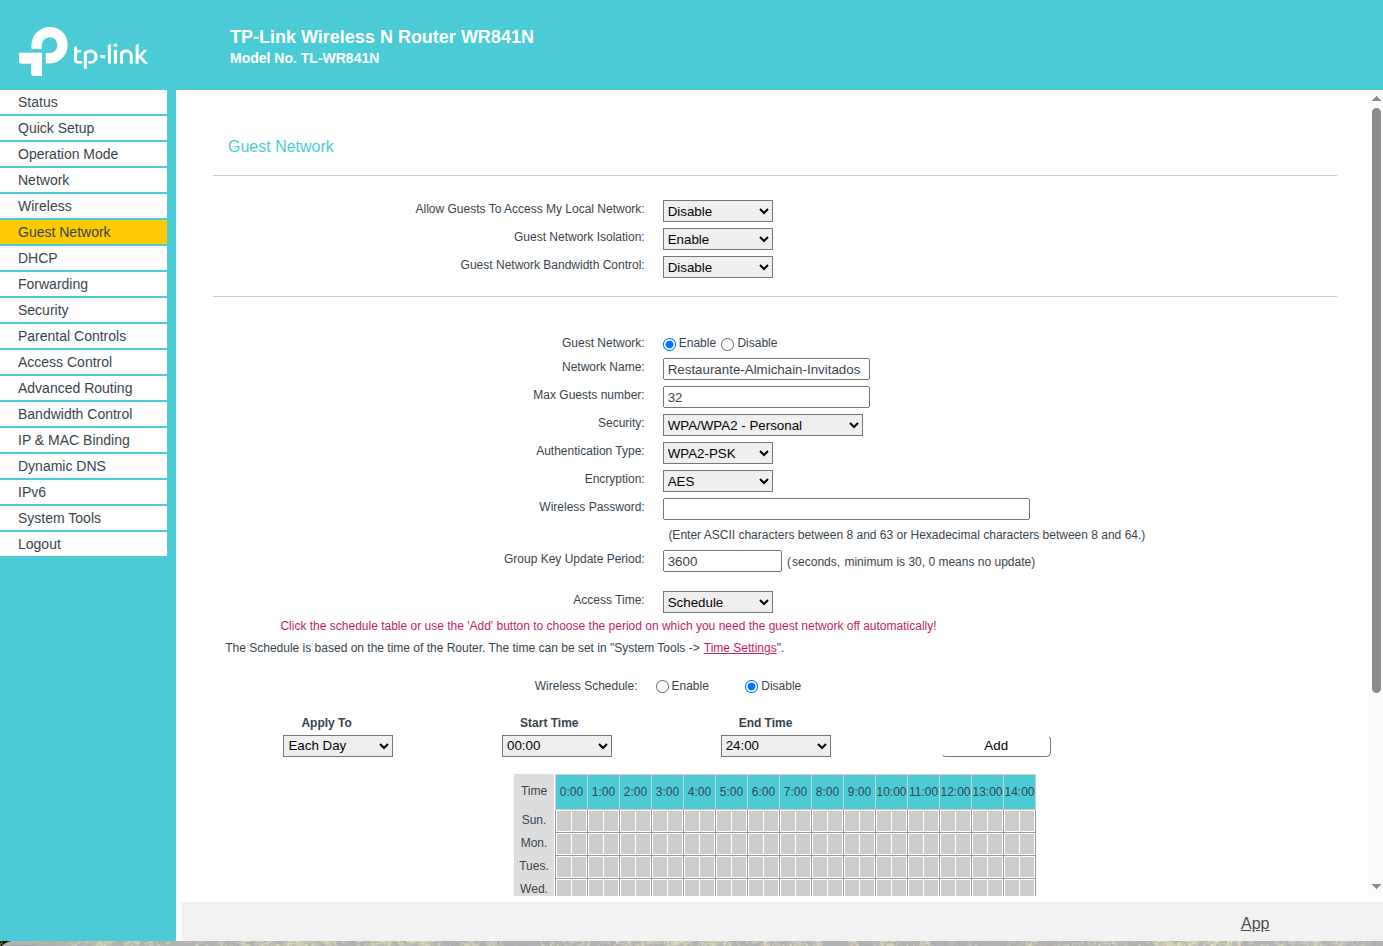 tp-link
TP-Link Wireless N Router WR841N
Model No. TL-WR841N
Status
Quick Setup
Operation Mode
Network
Wireless
Guest Network
DHCP
Forwarding
Security
Parental Controls
Access Control
Advanced Routing
Bandwidth Control
IP & MAC Binding
Dynamic DNS
IPv6
System Tools
Logout
Guest Network
Allow Guests To Access My Local Network: Disable
Guest Network Isolation: Enable
Guest Network Bandwidth Control: Disable
Guest Network: Enable Disable
Network Name: Restaurante-Almichain-Invitados
Max Guests number: 32
Security: WPA/WPA2 - Personal
Authentication Type: WPA2-PSK
Encryption: AES
Wireless Password:
(Enter ASCII characters between 8 and 63 or Hexadecimal characters between 8 and 64.)
Group Key Update Period: 3600 (seconds, minimum is 30, 0 means no update)
Access Time: Schedule
Click the schedule table or use the 'Add' button to choose the period on which you need the guest network off automatically!
The Schedule is based on the time of the Router. The time can be set in "System Tools -> Time Settings".
Wireless Schedule: Enable Disable
Apply To Start Time End Time
Each Day 00:00 24:00 Add
Time 0:00 1:00 2:00 3:00 4:00 5:00 6:00 7:00 8:00 9:00 10:00 11:00 12:00 13:00 14:00
Sun.
Mon.
Tues.
Wed.
App